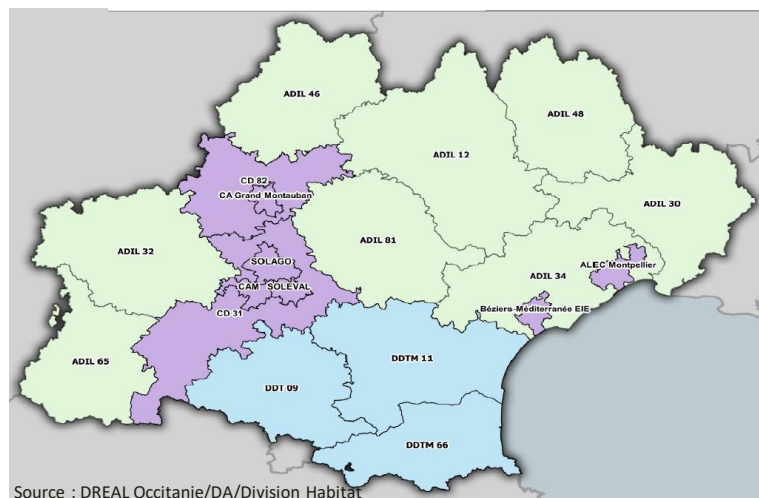 ADIL 46
ADIL 48
ADIL 12
CD 82
CA Grand Montauban
ADIL 30
ADIL 32
ADIL 81
SOLAGO
ALEC Montpellier
ADIL 34
CAM SOLEVAL
Béziers-Méditerranée EIE
CD 31
ADIL 65
DDTM 11
DDT 09
DDTM 66
Source : DREAL Occitanie/DA/Division Habitat